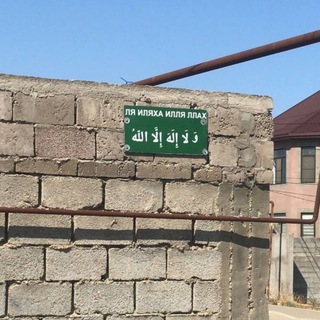 ЛЯ ИЛЯХА ИЛЛЯ ЛЛАХ
لَا إِلَهَ إِلَّا اللهُ